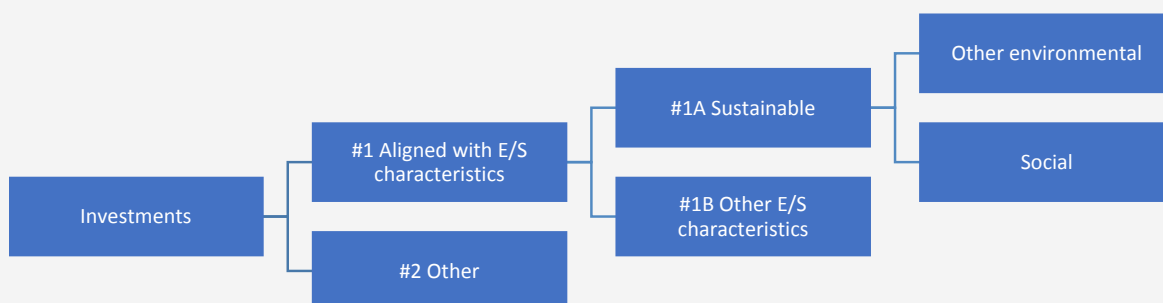 Investments
#1 Aligned with E/S
characteristics
#2 Other
#1A Sustainable
#1B Other E/S
characteristics
Other environmental
Social